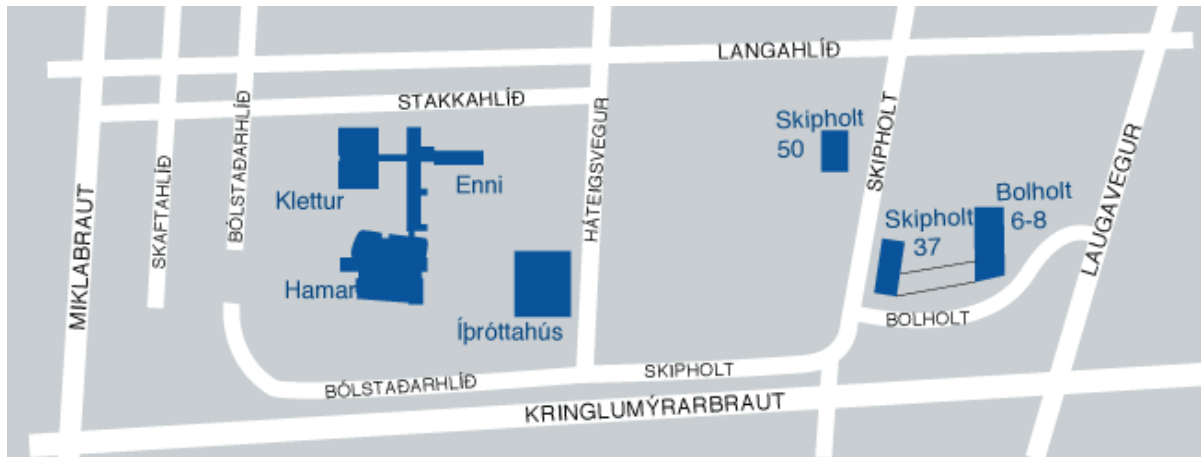 LANGAHLÍÐ
STAKKAHLÍÐ
MIKLABRAUT
SKAFTAHLÍÐ
BÓLSTAÐARHLÍÐ
HÁTEIGSVEGUR
SKIPHOLT
LAUGAVEGUR
Skipholt
50
Klettur
Enni
Bolholt
6-8
Skipholt
37
Hamar
Íþróttahús
BOLHOLT
BÓLSTAÐARHLÍÐ
SKIPHOLT
KRINGLUMÝRARBRAUT